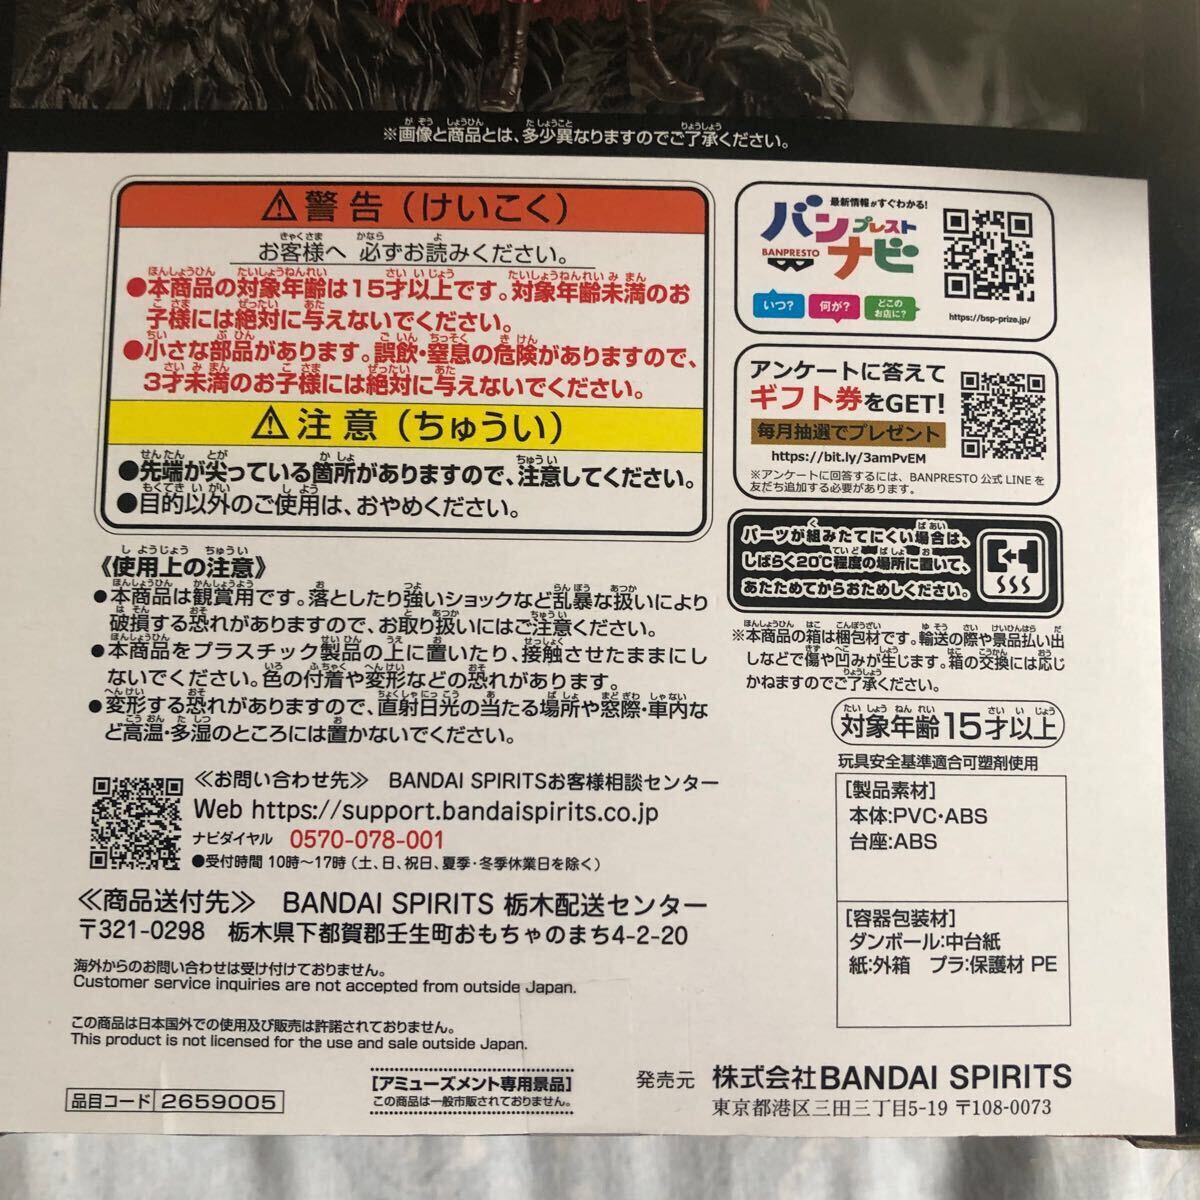 ※画像と商品とは、多少異なりますのでご了承ください。
⚠警告(けいこく)
お客様へ 必ずお読みください。
●本商品の対象年齢は15才以上です。対象年齢未満のお
子様には絶対に与えないでください。
●小さな部品があります。誤飲・窒息の危険がありますので、
3才未満のお子様には絶対に与えないでください。
⚠注意(ちゅうい)
●先端が尖っている箇所がありますので、注意してください。
●目的以外のご使用は、おやめください。
《使用上の注意》
●本商品は観賞用です。落としたり強いショックなど乱暴な扱いにより
破損する恐れがありますので、お取り扱いにはご注意ください。
●本商品をプラスチック製品の上に置いたり、接触させたままにし
ないでください。色の付着や変形などの恐れがあります。
●変形する恐れがありますので、直射日光の当たる場所や窓際・車内な
ど高温・多湿のところには置かないでください。
≪お問い合わせ先≫ BANDAI SPIRITSお客様相談センター
Web https://support.bandaispirits.co.jp
ナビダイヤル 0570-078-001
●受付時間 10時〜17時(土、日、祝日、夏季・冬季休業日を除く)
≪商品送付先≫ BANDAI SPIRITS 栃木配送センター
〒321-0298 栃木県下都賀郡壬生町おもちゃのまち4-2-20
海外からのお問い合わせは受け付けておりません。
Customer service inquiries are not accepted from outside Japan.
この商品は日本国外での使用及び販売は許諾されておりません。
This product is not licensed for the use and sale outside Japan.
品目コード 2659005
[アミューズメント専用景品]
この商品は一般市販されておりません。
最新情報がすぐわかる!
バンプレスト
BANPRESTO
ナビ
いつ? 何が? どこのお店に?
https://bsp-prize.jp/
アンケートに答えて
ギフト券をGET!
毎月抽選でプレゼント
https://bit.ly/3amPvEM
※アンケートに回答するには、BANPRESTO 公式 LINE を
友だち追加する必要があります。
パーツが組みたてにくい場合は、
しばらく20℃程度の場所に置いて、
あたためてからおためしください。
※本商品の箱は梱包材です。輸送の際や景品払い出
しなどで傷や凹みが生じます。箱の交換には応じ
かねますのでご了承ください。
対象年齢15才以上
玩具安全基準適合可塑剤使用
[製品素材]
本体:PVC・ABS
台座:ABS
[容器包装材]
ダンボール:中台紙
紙:外箱 プラ:保護材 PE
発売元 株式会社BANDAI SPIRITS
東京都港区三田三丁目5-19 〒108-0073